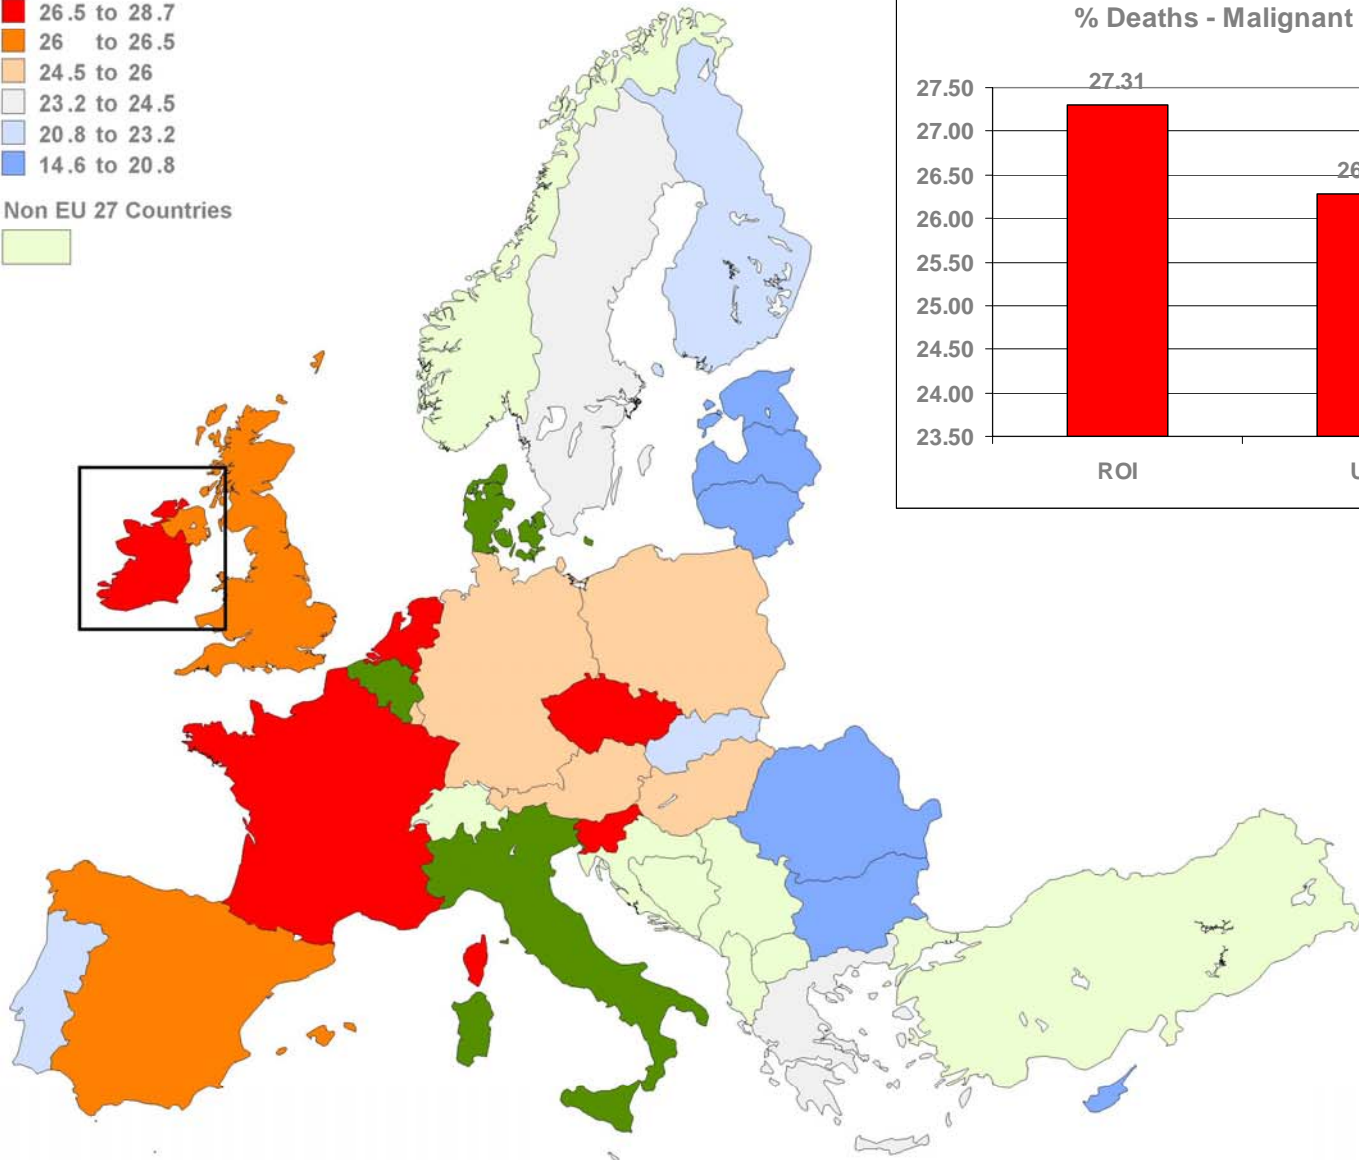 26.5 to 28.7
26 to 26.5
24.5 to 26
23.2 to 24.5
20.8 to 23.2
14.6 to 20.8
Non EU 27 Countries
% Deaths - Malignant
27.50
27.00
26.50
26.00
25.50
25.00
24.50
24.00
23.50
27.31
26
ROI
U